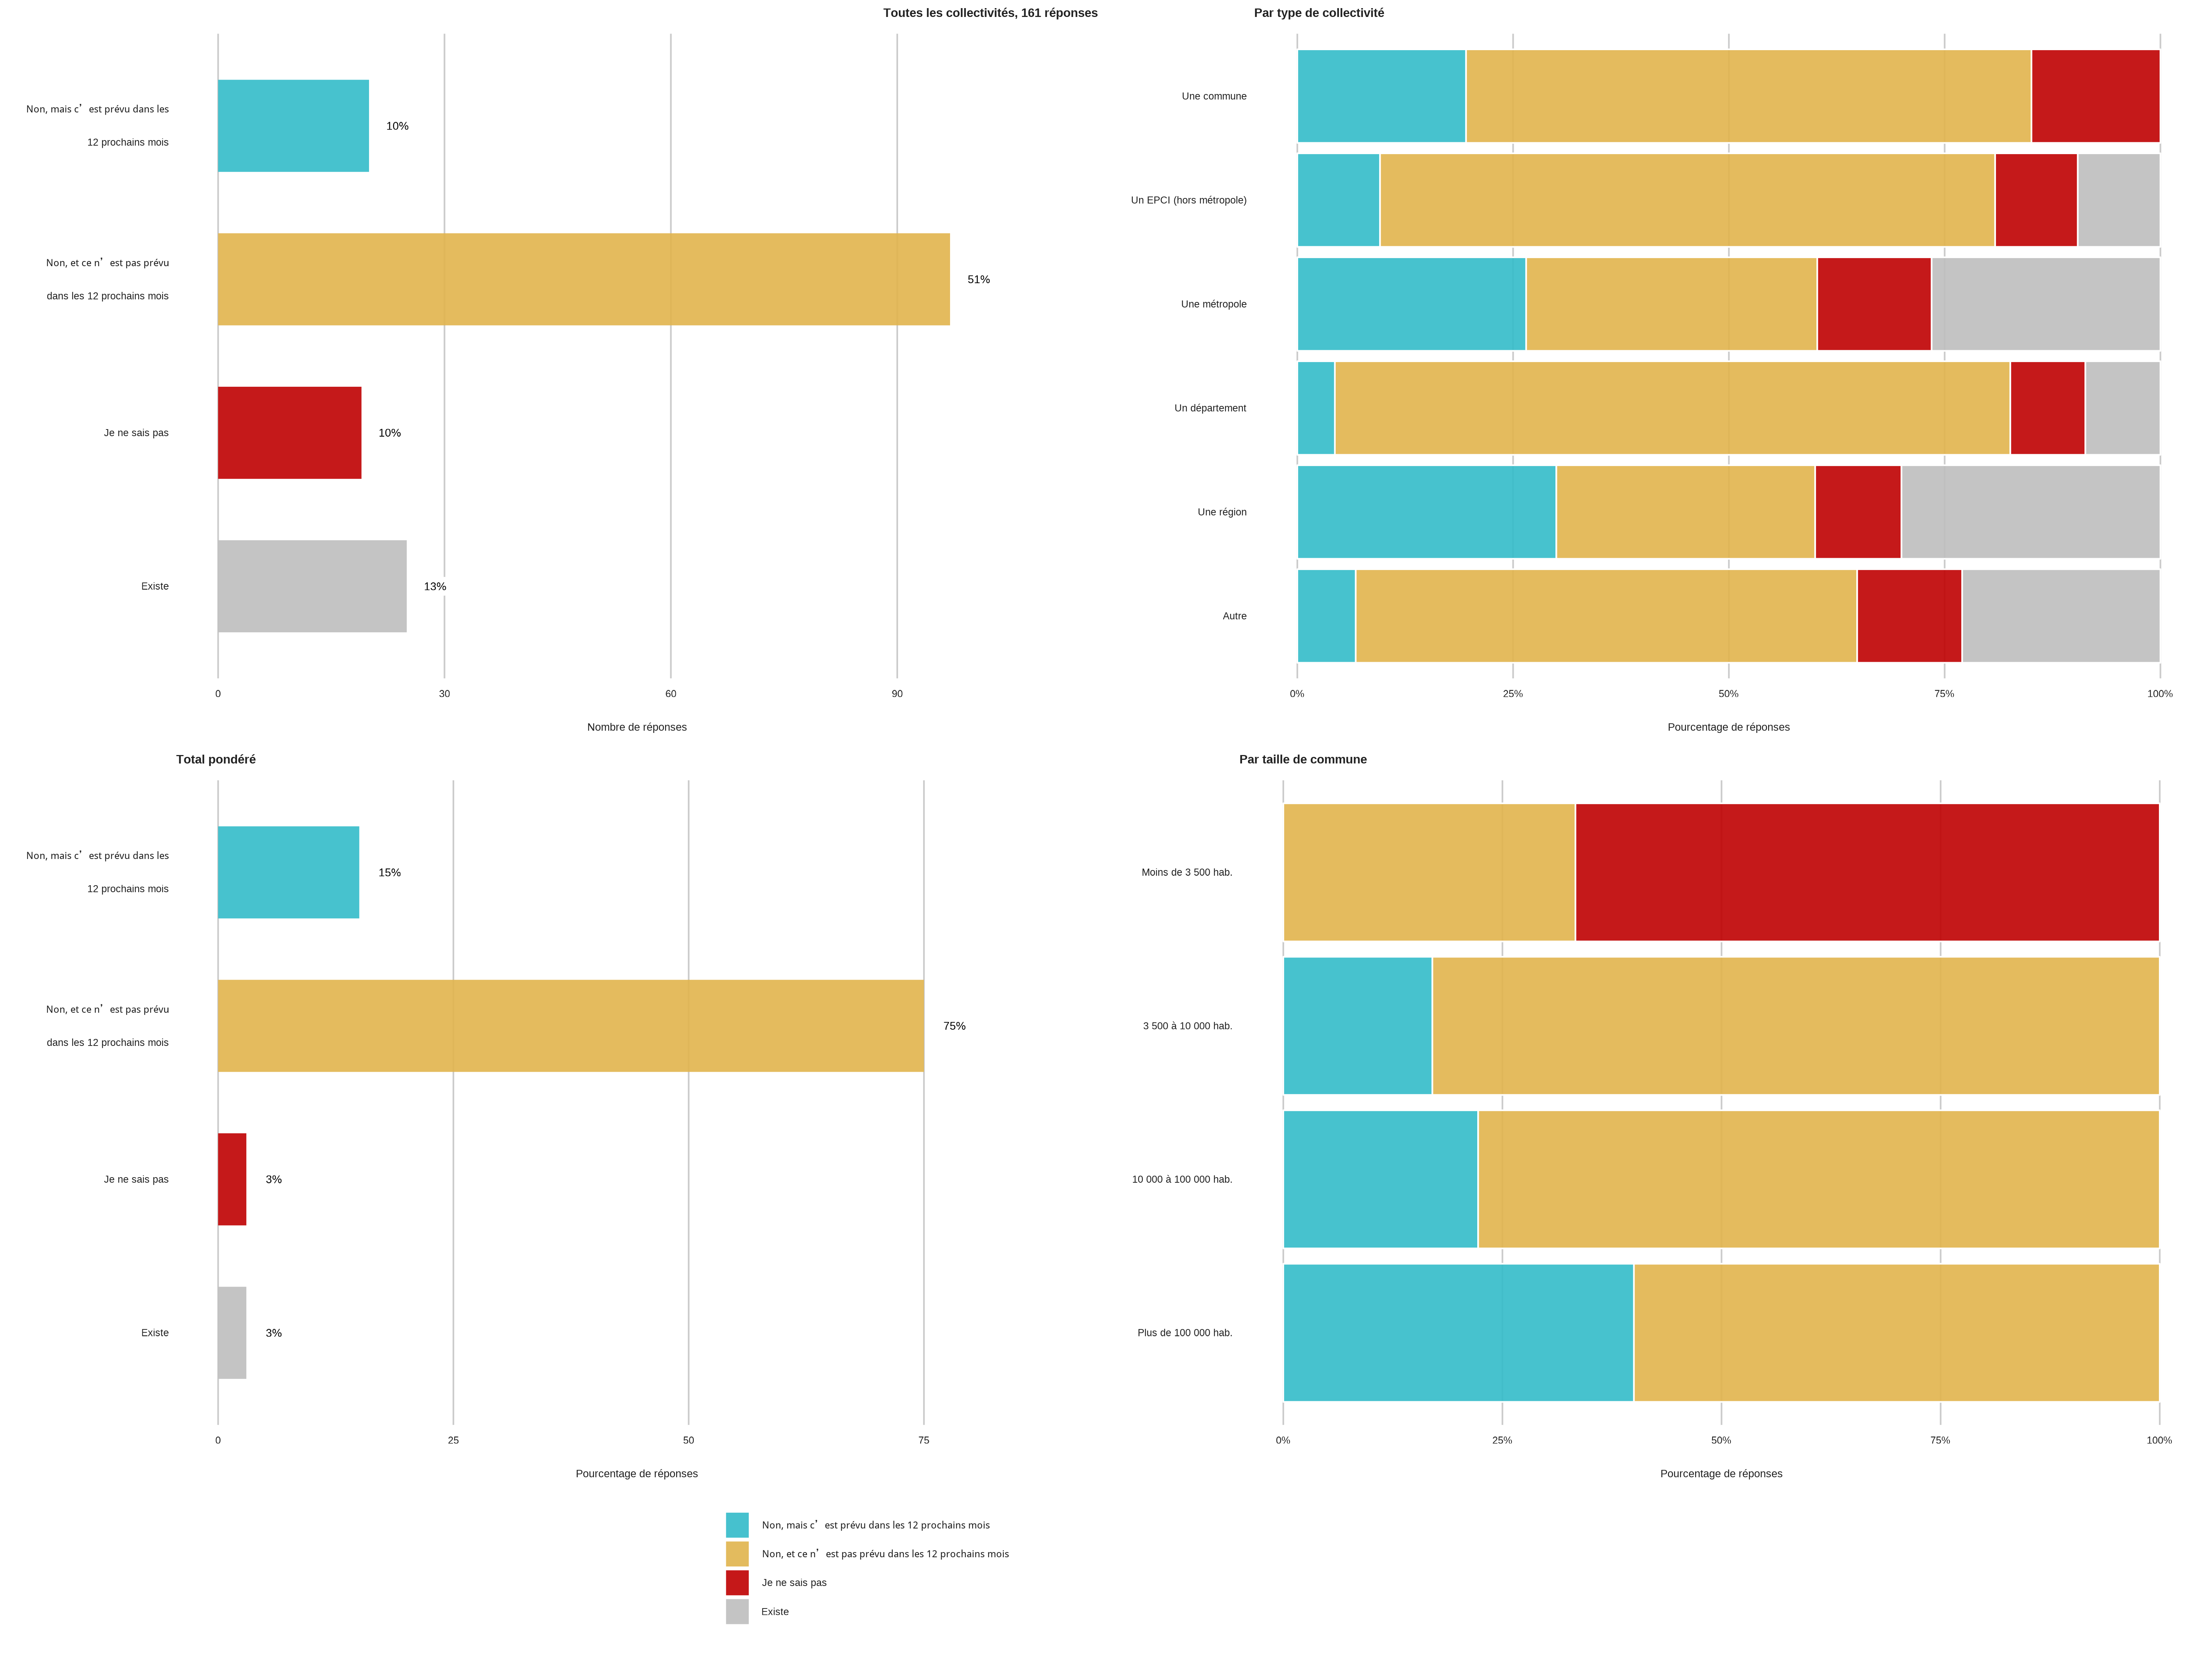 Toutes les collectivités, 161 réponses
Non, mais c’est prévu dans les
12 prochains mois
10%
Non, et ce n’est pas prévu
dans les 12 prochains mois
51%
Je ne sais pas
10%
Existe
13%
0
30
60
90
Nombre de réponses
Par type de collectivité
Une commune
Un EPCI (hors métropole)
Une métropole
Un département
Une région
Autre
0%
25%
50%
75%
100%
Pourcentage de réponses
Total pondéré
Non, mais c’est prévu dans les
12 prochains mois
15%
Non, et ce n’est pas prévu
dans les 12 prochains mois
75%
Je ne sais pas
3%
Existe
3%
0
25
50
75
Pourcentage de réponses
Par taille de commune
Moins de 3 500 hab.
3 500 à 10 000 hab.
10 000 à 100 000 hab.
Plus de 100 000 hab.
0%
25%
50%
75%
100%
Pourcentage de réponses
Non, mais c’est prévu dans les 12 prochains mois
Non, et ce n’est pas prévu dans les 12 prochains mois
Je ne sais pas
Existe